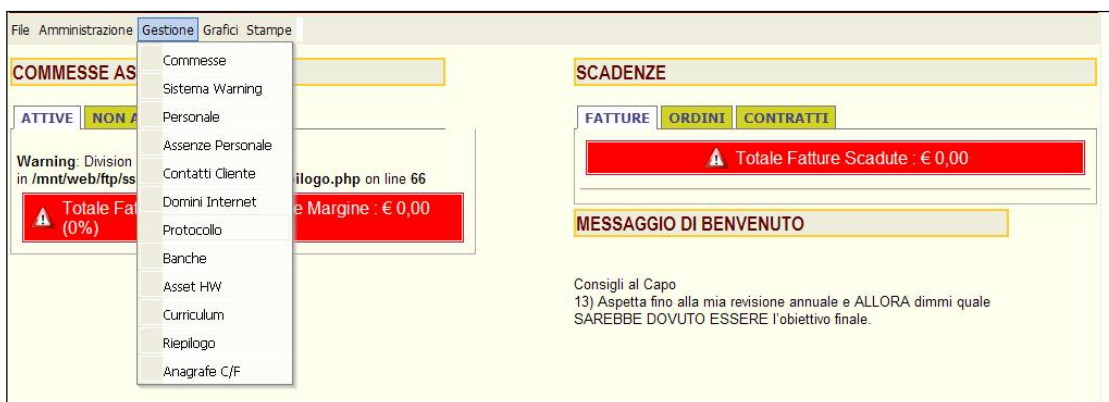 File Amministrazione Gestione Grafici Stampe
Commesse
Sistema Warning
Personale
Assenze Personale
Contatti Cliente
Domini Internet
Protocollo
Banche
Asset HW
Curriculum
Riepilogo
Anagrafe C/F
COMMESSE AS
ATTIVE NON A
Warning: Division
in /mnt/web/ftp/ss ilogo.php on line 66
Totale Fat e Margine : € 0,00
(0%)
SCADENZE
FATTURE ORDINI CONTRATTI
Totale Fatture Scadute : € 0,00
MESSAGGIO DI BENVENUTO
Consigli al Capo
13) Aspetta fino alla mia revisione annuale e ALLORA dimmi quale
SAREBBE DOVUTO ESSERE l'obiettivo finale.